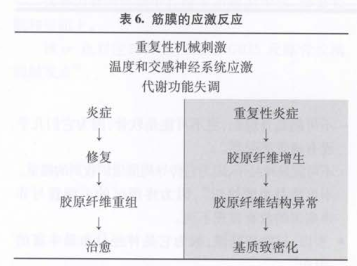 表 6. 筋膜的应激反应
重复性机械刺激
温度和交感神经系统应激
代谢功能失调
炎症 重复性炎症
↓ ↓
修复 胶原纤维增生
↓ ↓
胶原纤维重组 胶原纤维结构异常
↓ ↓
治愈 基质致密化